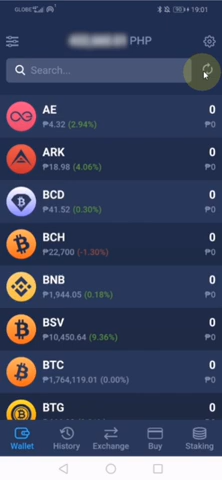 GLOBE 19:01
PHP
Search...
AE 0
₱4.32 (2.94%) ₱0
ARK 0
₱18.98 (4.06%) ₱0
BCD 0
₱41.52 (0.30%) ₱0
BCH 0
₱22,700 (-1.30%) ₱0
BNB 0
₱1,944.05 (0.18%) ₱0
BSV 0
₱10,450.64 (9.36%) ₱0
BTC 0
₱1,764,119.01 (0.00%) ₱0
BTG 0
Wallet History Exchange Buy Staking